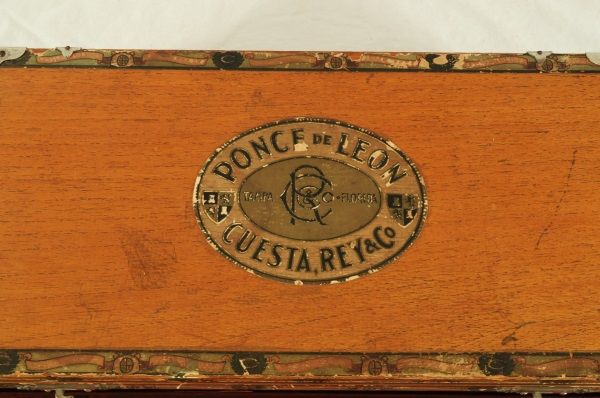 PONCE DE LEON
TAMPA FLORIDA
CUESTA, REY & Co